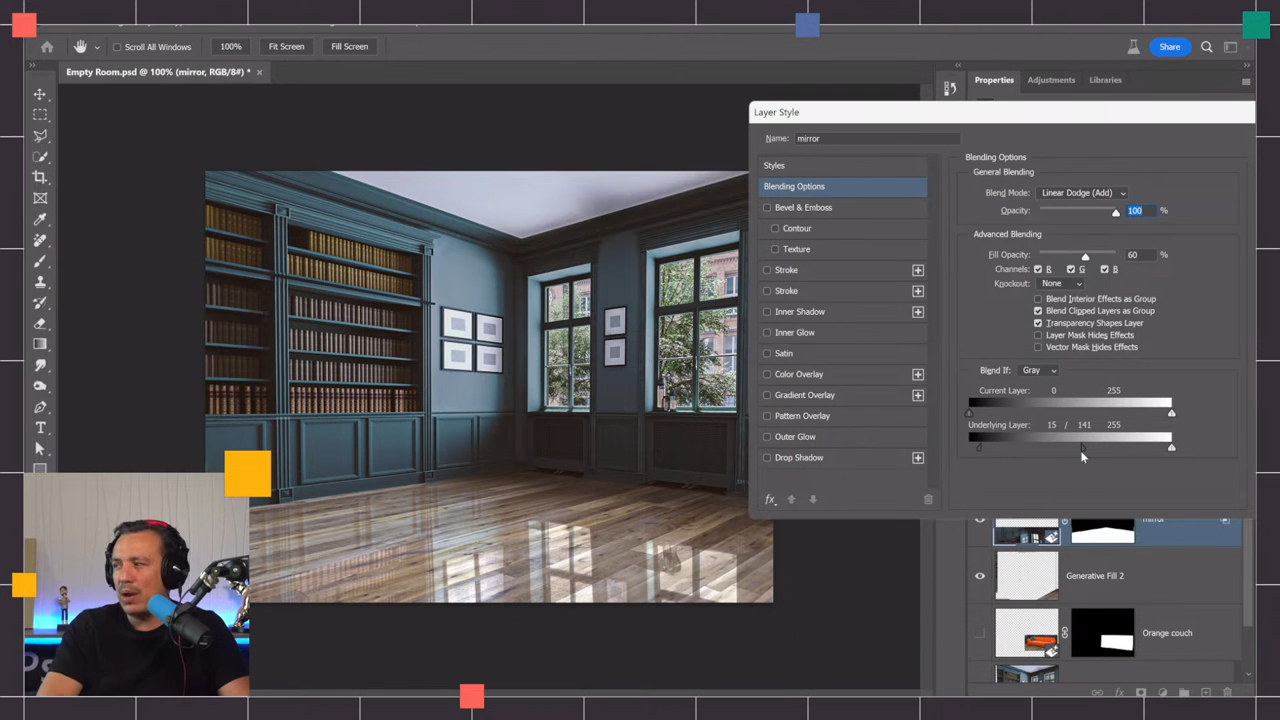 Scroll All Windows
100%
Fit Screen
Fill Screen
Share
Empty Room.psd @ 100% (mirror, RGB/8#) *
Properties
Adjustments
Libraries
Layer Style
Name: mirror
Styles
Blending Options
Bevel & Emboss
Contour
Texture
Stroke
Stroke
Inner Shadow
Inner Glow
Satin
Color Overlay
Gradient Overlay
Pattern Overlay
Outer Glow
Drop Shadow
fx
Blending Options
General Blending
Blend Mode: Linear Dodge (Add)
Opacity: 100 %
Advanced Blending
Fill Opacity: 60 %
Channels: R G B
Knockout: None
Blend Interior Effects as Group
Blend Clipped Layers as Group
Transparency Shapes Layer
Layer Mask Hides Effects
Vector Mask Hides Effects
Blend If: Gray
Current Layer: 0 255
Underlying Layer: 15 / 141 255
mirror
Generative Fill 2
Orange couch
fx